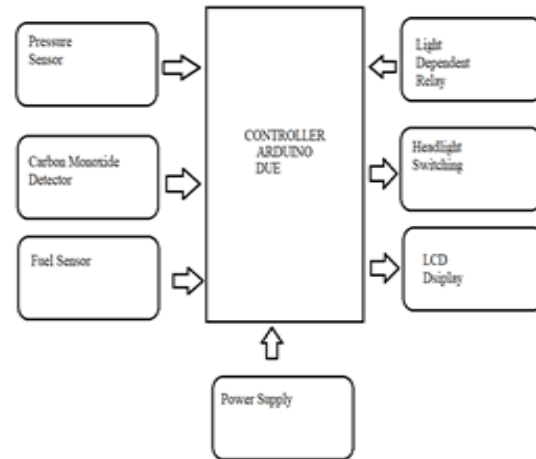 Pressure
Sensor
Carbon Monoxide
Detector
Fuel Sensor
CONTROLLER
ARDUINO
DUE
Light
Dependent
Relay
Headlight
Switching
LCD
Dsiplay
Power Supply